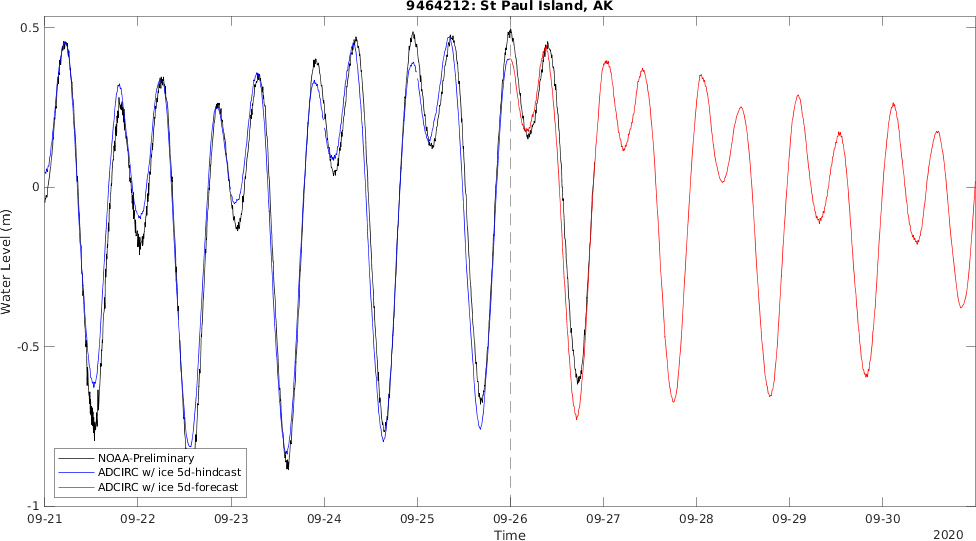 9464212: St Paul Island, AK
0.5
0
-0.5
-1
Water Level (m)
NOAA-Preliminary
ADCIRC w/ ice 5d-hindcast
ADCIRC w/ ice 5d-forecast
09-21 09-22 09-23 09-24 09-25 09-26 09-27 09-28 09-29 09-30
Time
2020